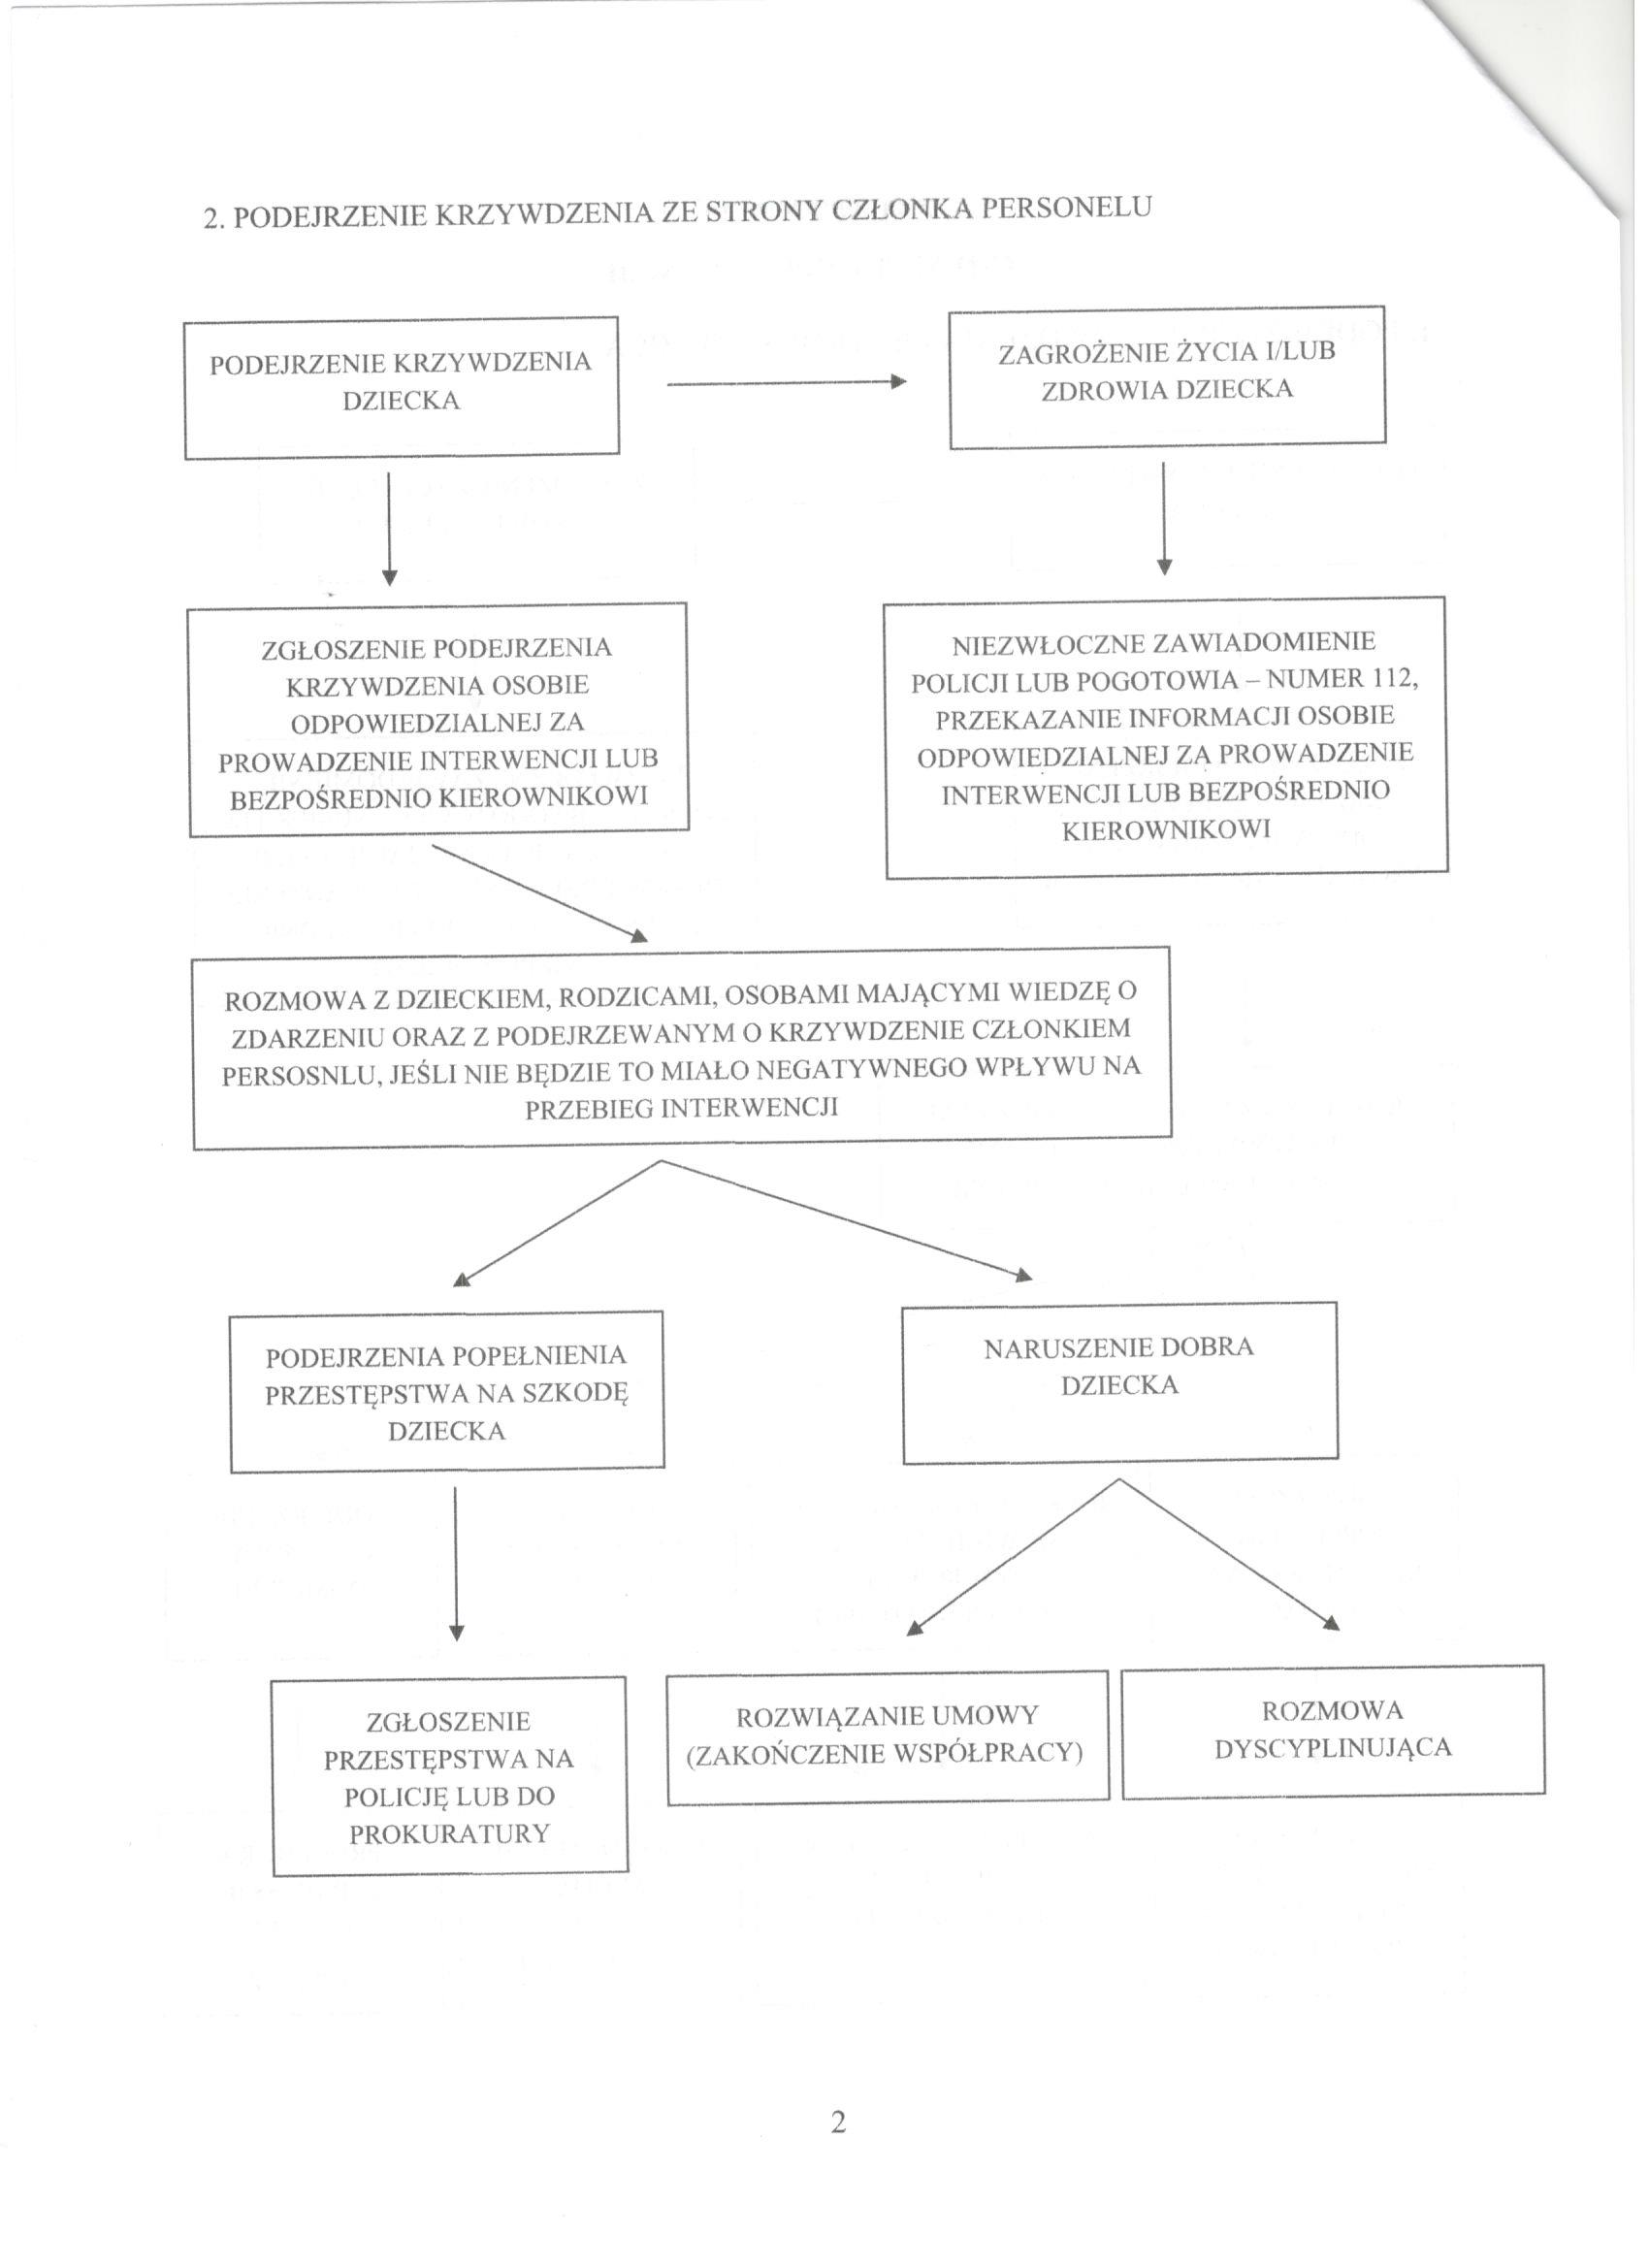 2. PODEJRZENIE KRZYWDZENIA ZE STRONY CZŁONKA PERSONELU
PODEJRZENIE KRZYWDZENIA
DZIECKA
ZAGROŻENIE ŻYCIA I/LUB
ZDROWIA DZIECKA
ZGŁOSZENIE PODEJRZENIA
KRZYWDZENIA OSOBIE
ODPOWIEDZIALNEJ ZA
PROWADZENIE INTERWENCJI LUB
BEZPOŚREDNIO KIEROWNIKOWI
NIEZWŁOCZNE ZAWIADOMIENIE
POLICJI LUB POGOTOWIA – NUMER 112,
PRZEKAZANIE INFORMACJI OSOBIE
ODPOWIEDZIALNEJ ZA PROWADZENIE
INTERWENCJI LUB BEZPOŚREDNIO
KIEROWNIKOWI
ROZMOWA Z DZIECKIEM, RODZICAMI, OSOBAMI MAJĄCYMI WIEDZĘ O
ZDARZENIU ORAZ Z PODEJRZEWANYM O KRZYWDZENIE CZŁONKIEM
PERSOSNLU, JEŚLI NIE BĘDZIE TO MIAŁO NEGATYWNEGO WPŁYWU NA
PRZEBIEG INTERWENCJI
PODEJRZENIA POPEŁNIENIA
PRZESTĘPSTWA NA SZKODĘ
DZIECKA
NARUSZENIE DOBRA
DZIECKA
ZGŁOSZENIE
PRZESTĘPSTWA NA
POLICJĘ LUB DO
PROKURATURY
ROZWIĄZANIE UMOWY
(ZAKOŃCZENIE WSPÓŁPRACY)
ROZMOWA
DYSCYPLINUJĄCA
2